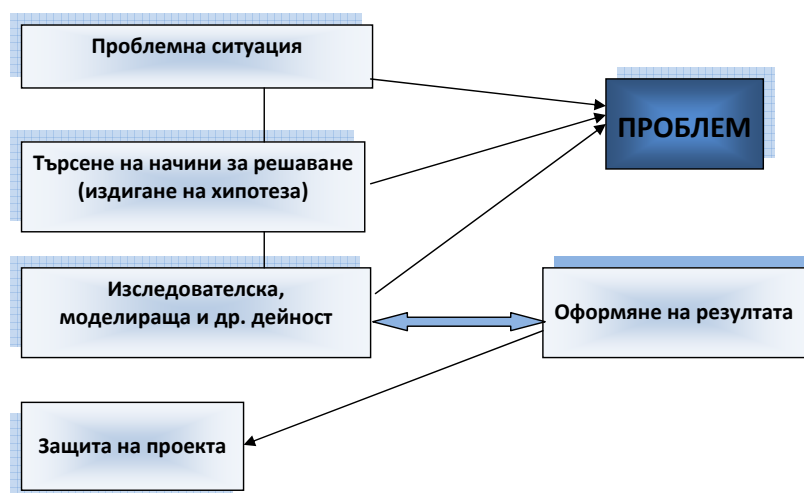 Проблемна ситуация
ПРОБЛЕМ
Търсене на начини за решаване
(издигане на хипотеза)
Изследователска,
моделираща и др. дейност
Оформяне на резултата
Защита на проекта